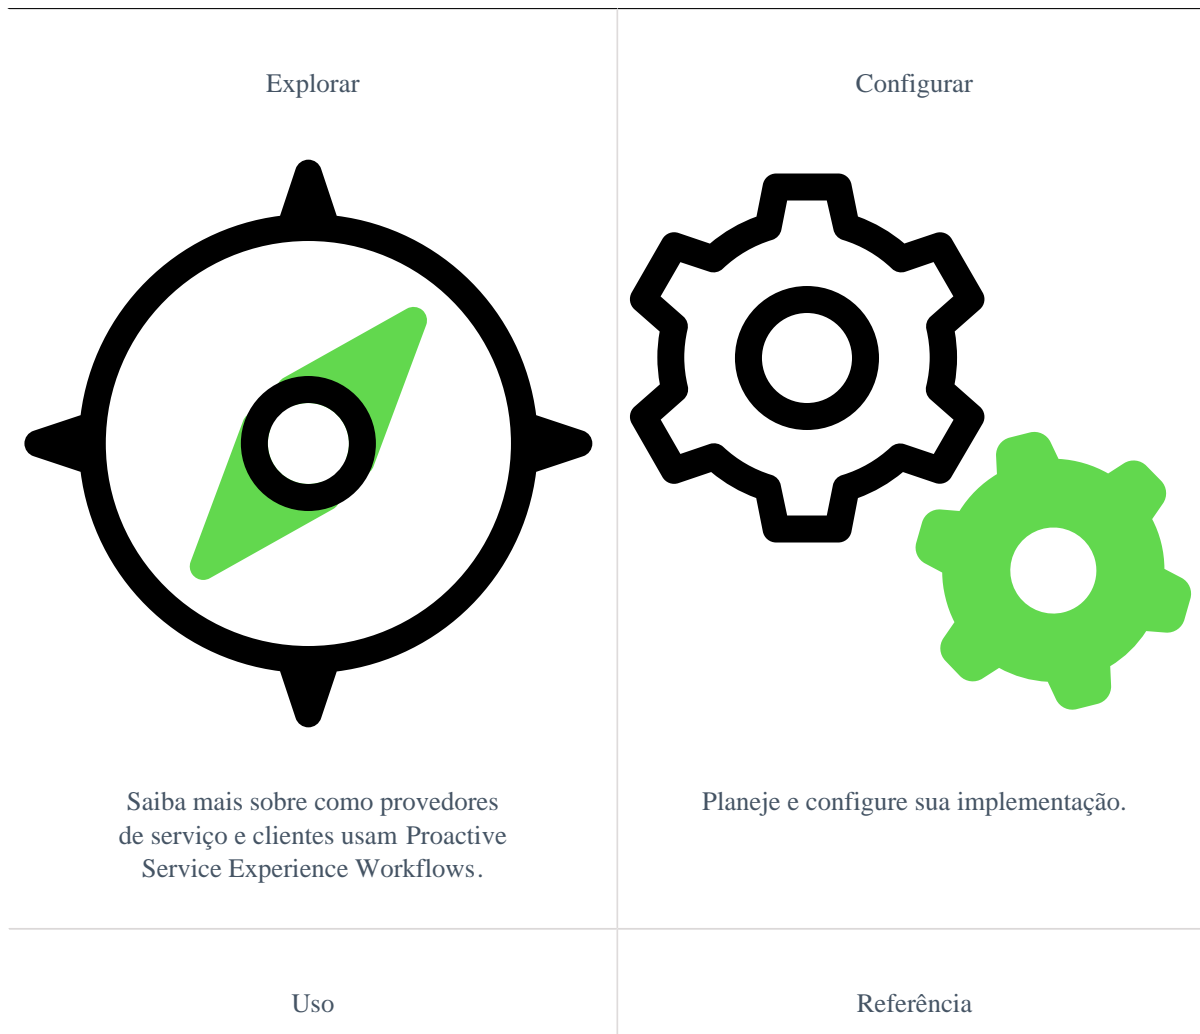 Explorar
Configurar
Saiba mais sobre como provedores
de serviço e clientes usam Proactive
Service Experience Workflows.
Planeje e configure sua implementação.
Uso
Referência